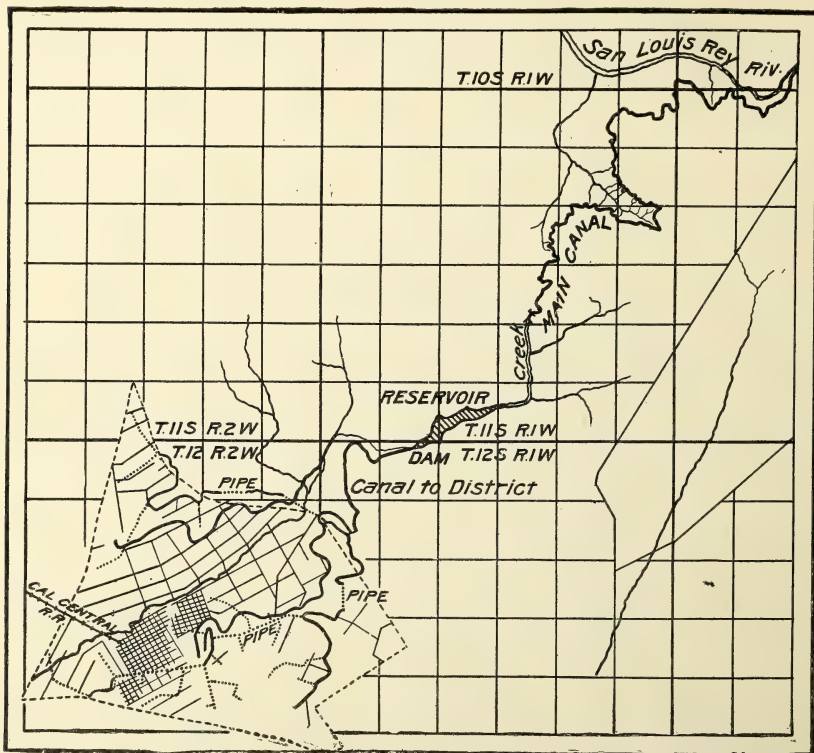 San Louis Rey Riv.
T.10S R.1W
MAIN CANAL
Creek
RESERVOIR
T.11S R.2W
T.11S R.1W
T.12 R.2W
DAM
T.12S R.1W
PIPE
Canal to District
CAL CENTRAL
R.R.
PIPE
PIPE